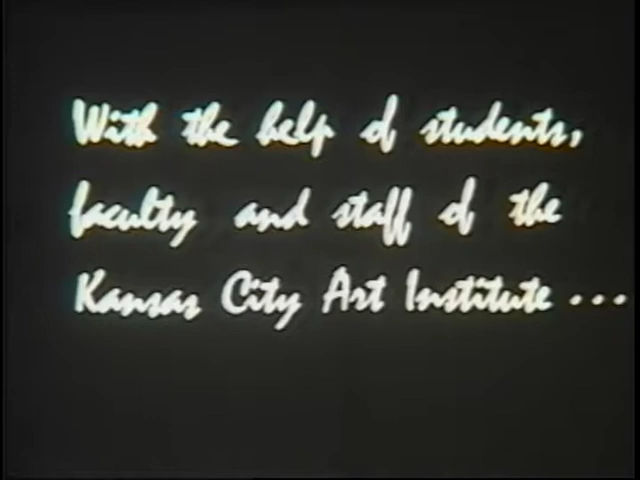 With the help of students,
faculty and staff of the
Kansas City Art Institute ...